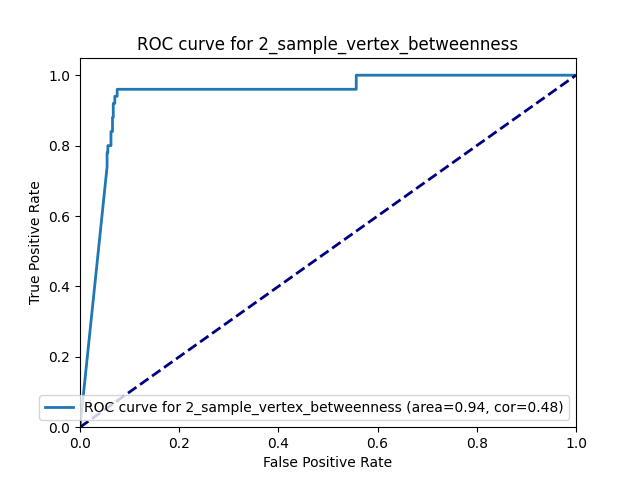 ROC curve for 2_sample_vertex_betweenness
1.0
0.8
0.6
0.4
0.2
0.0
True Positive Rate
ROC curve for 2_sample_vertex_betweenness (area=0.94, cor=0.48)
0.0 0.2 0.4 0.6 0.8 1.0
False Positive Rate